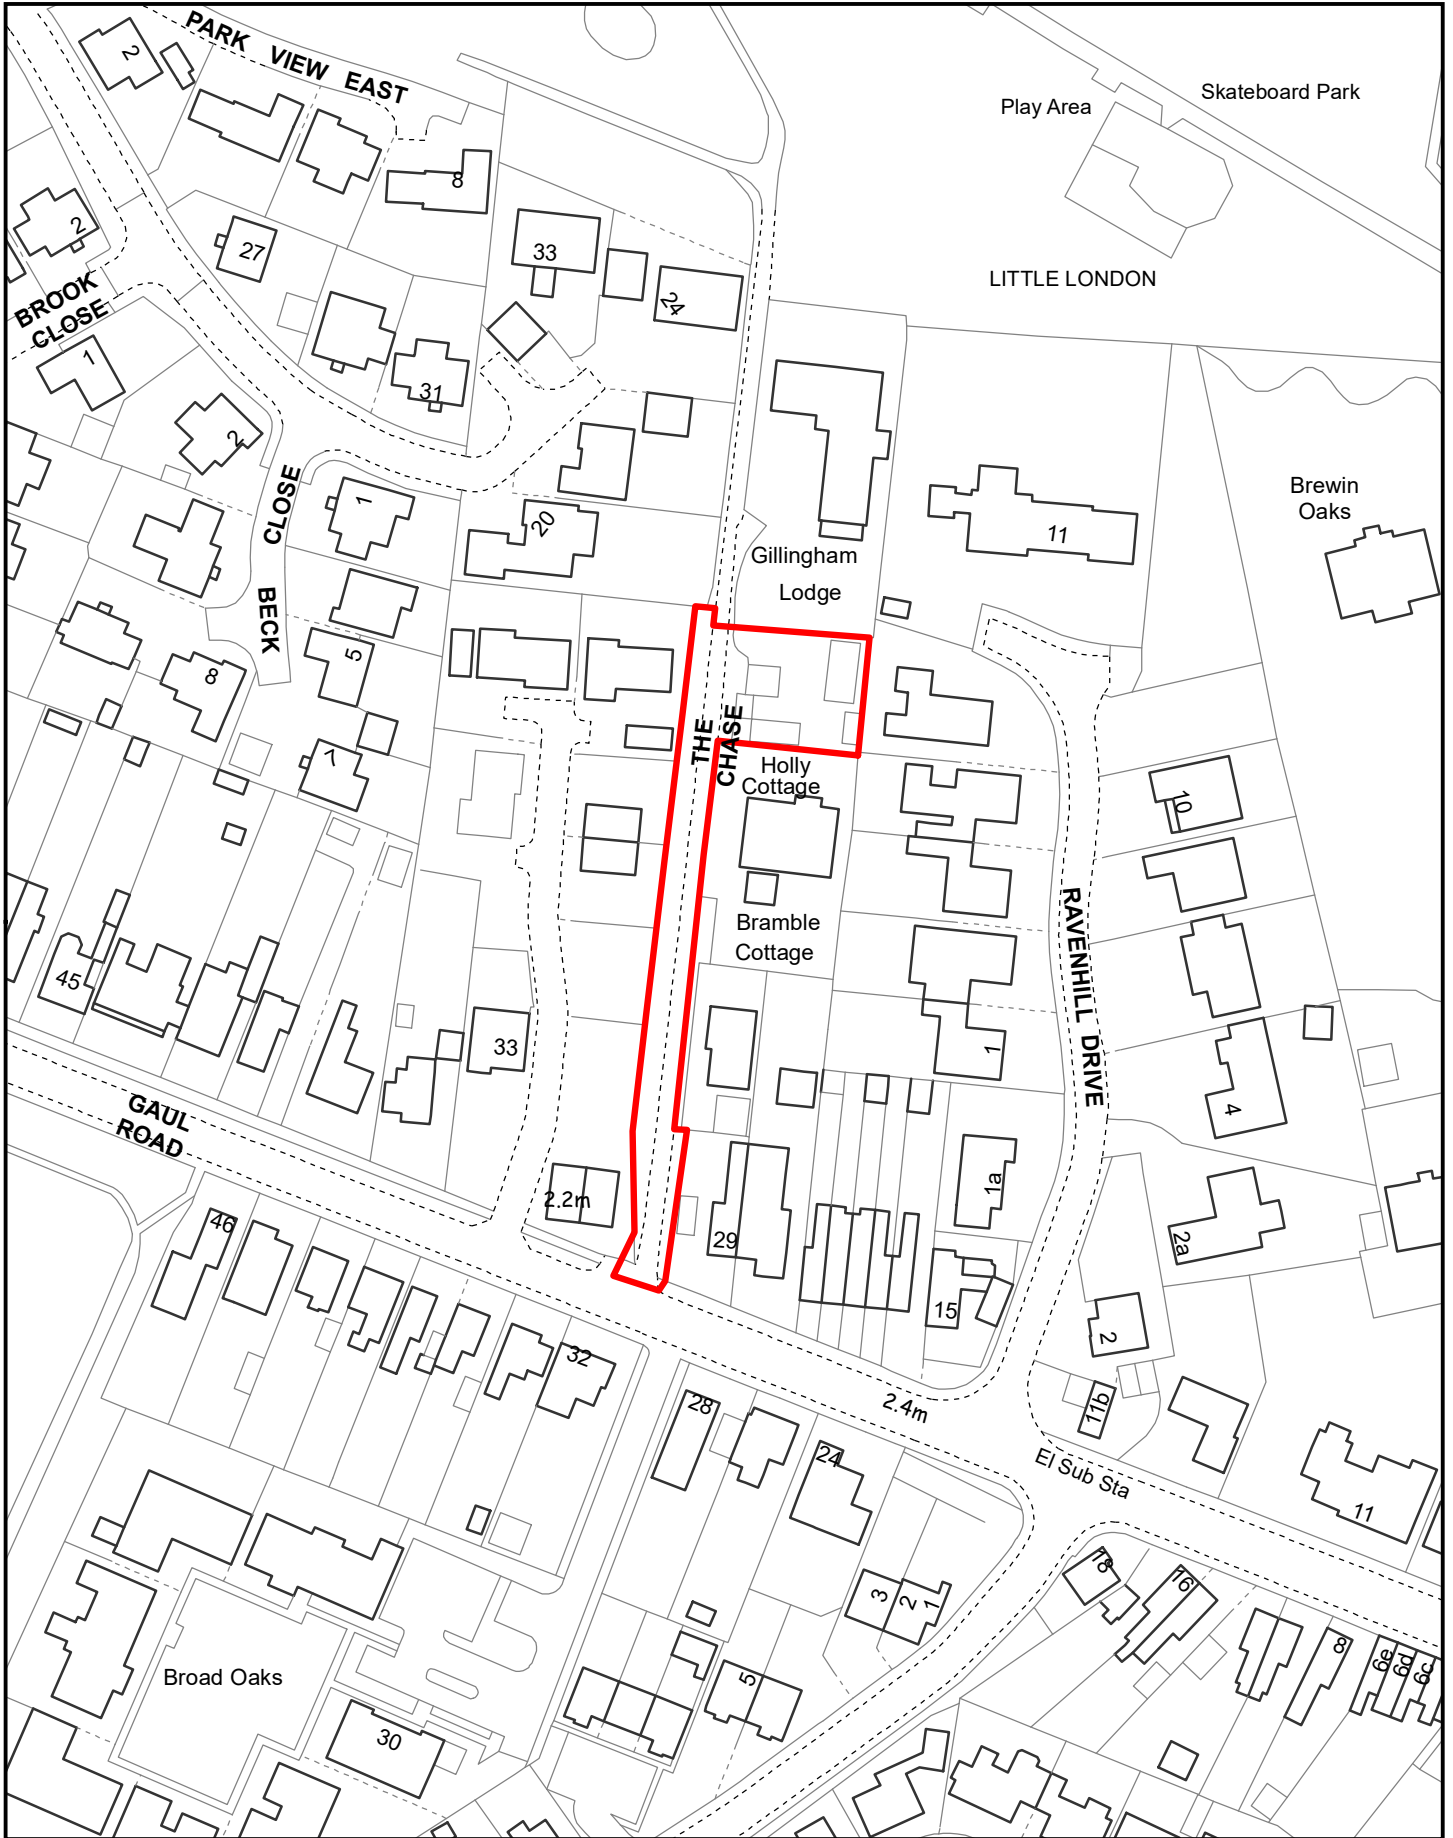 2
PARK VIEW EAST
Skateboard Park
Play Area
8
2
27
33
24
LITTLE LONDON
BROOK
CLOSE
1
31
2
Brewin
Oaks
CLOSE
1
20
11
Gillingham
Lodge
BECK
5
8
7
THE
CHASE
Holly
Cottage
10
RAVENHILL DRIVE
Bramble
Cottage
45
33
1
4
GAUL
ROAD
1a
2.2m
46
29
2a
15
2
32
28
2.4m
11b
24
El Sub Sta
11
18
16
3
2
1
8
6e
6d
6c
Broad Oaks
5
30